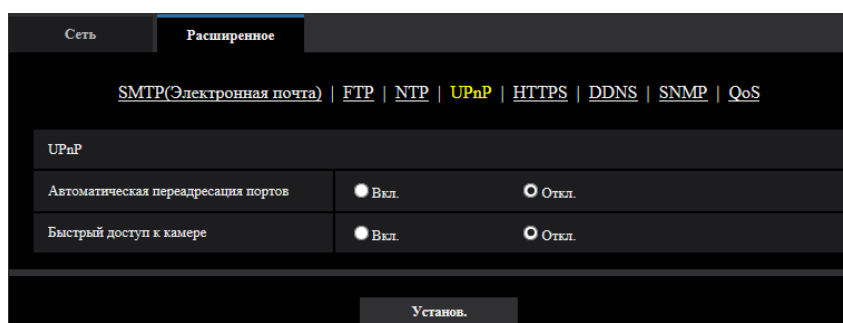 Сеть Расширенное
SMTP(Электронная почта) | FTP | NTP | UPnP | HTTPS | DDNS | SNMP | QoS
UPnP
Автоматическая переадресация портов Вкл. Откл.
Быстрый доступ к камере Вкл. Откл.
Установ.